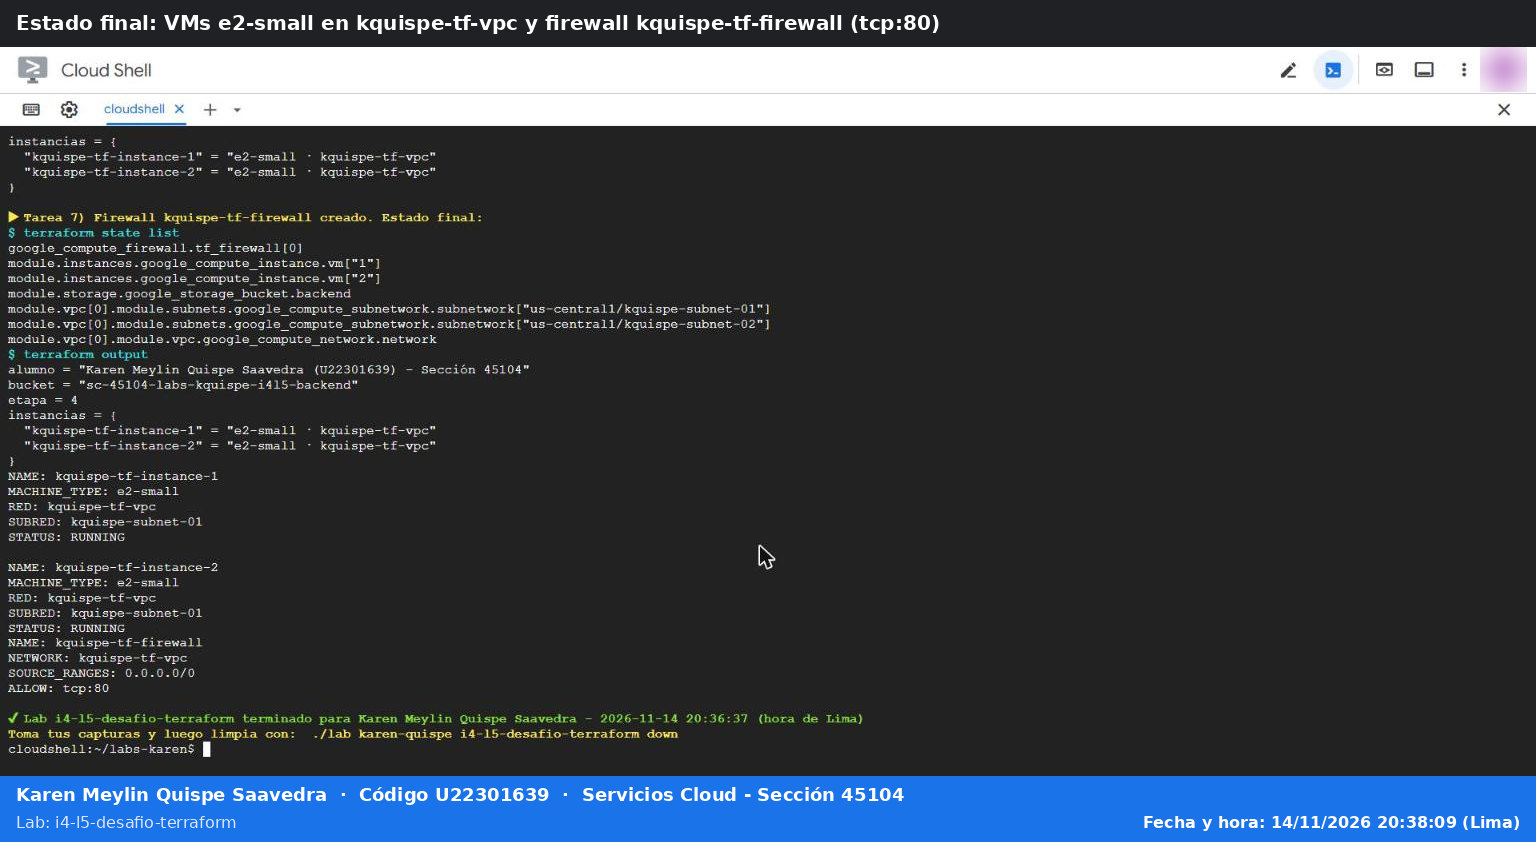 Estado final: VMs e2-small en kquispe-tf-vpc y firewall kquispe-tf-firewall (tcp:80)
Cloud Shell
cloudshell
instancias = {
  "kquispe-tf-instance-1" = "e2-small · kquispe-tf-vpc"
  "kquispe-tf-instance-2" = "e2-small · kquispe-tf-vpc"
}
▶ Tarea 7) Firewall kquispe-tf-firewall creado. Estado final:
$ terraform state list
google_compute_firewall.tf_firewall[0]
module.instances.google_compute_instance.vm["1"]
module.instances.google_compute_instance.vm["2"]
module.storage.google_storage_bucket.backend
module.vpc[0].module.subnets.google_compute_subnetwork.subnetwork["us-central1/kquispe-subnet-01"]
module.vpc[0].module.subnets.google_compute_subnetwork.subnetwork["us-central1/kquispe-subnet-02"]
module.vpc[0].module.vpc.google_compute_network.network
$ terraform output
alumno = "Karen Meylin Quispe Saavedra (U22301639) - Sección 45104"
bucket = "sc-45104-labs-kquispe-i4l5-backend"
etapa = 4
instancias = {
  "kquispe-tf-instance-1" = "e2-small · kquispe-tf-vpc"
  "kquispe-tf-instance-2" = "e2-small · kquispe-tf-vpc"
}
NAME: kquispe-tf-instance-1
MACHINE_TYPE: e2-small
RED: kquispe-tf-vpc
SUBRED: kquispe-subnet-01
STATUS: RUNNING
NAME: kquispe-tf-instance-2
MACHINE_TYPE: e2-small
RED: kquispe-tf-vpc
SUBRED: kquispe-subnet-01
STATUS: RUNNING
NAME: kquispe-tf-firewall
NETWORK: kquispe-tf-vpc
SOURCE_RANGES: 0.0.0.0/0
ALLOW: tcp:80
✔ Lab i4-l5-desafio-terraform terminado para Karen Meylin Quispe Saavedra - 2026-11-14 20:36:37 (hora de Lima)
Toma tus capturas y luego limpia con:  ./lab karen-quispe i4-l5-desafio-terraform down
cloudshell:~/labs-karen$
Karen Meylin Quispe Saavedra · Código U22301639 · Servicios Cloud - Sección 45104
Lab: i4-l5-desafio-terraform
Fecha y hora: 14/11/2026 20:38:09 (Lima)